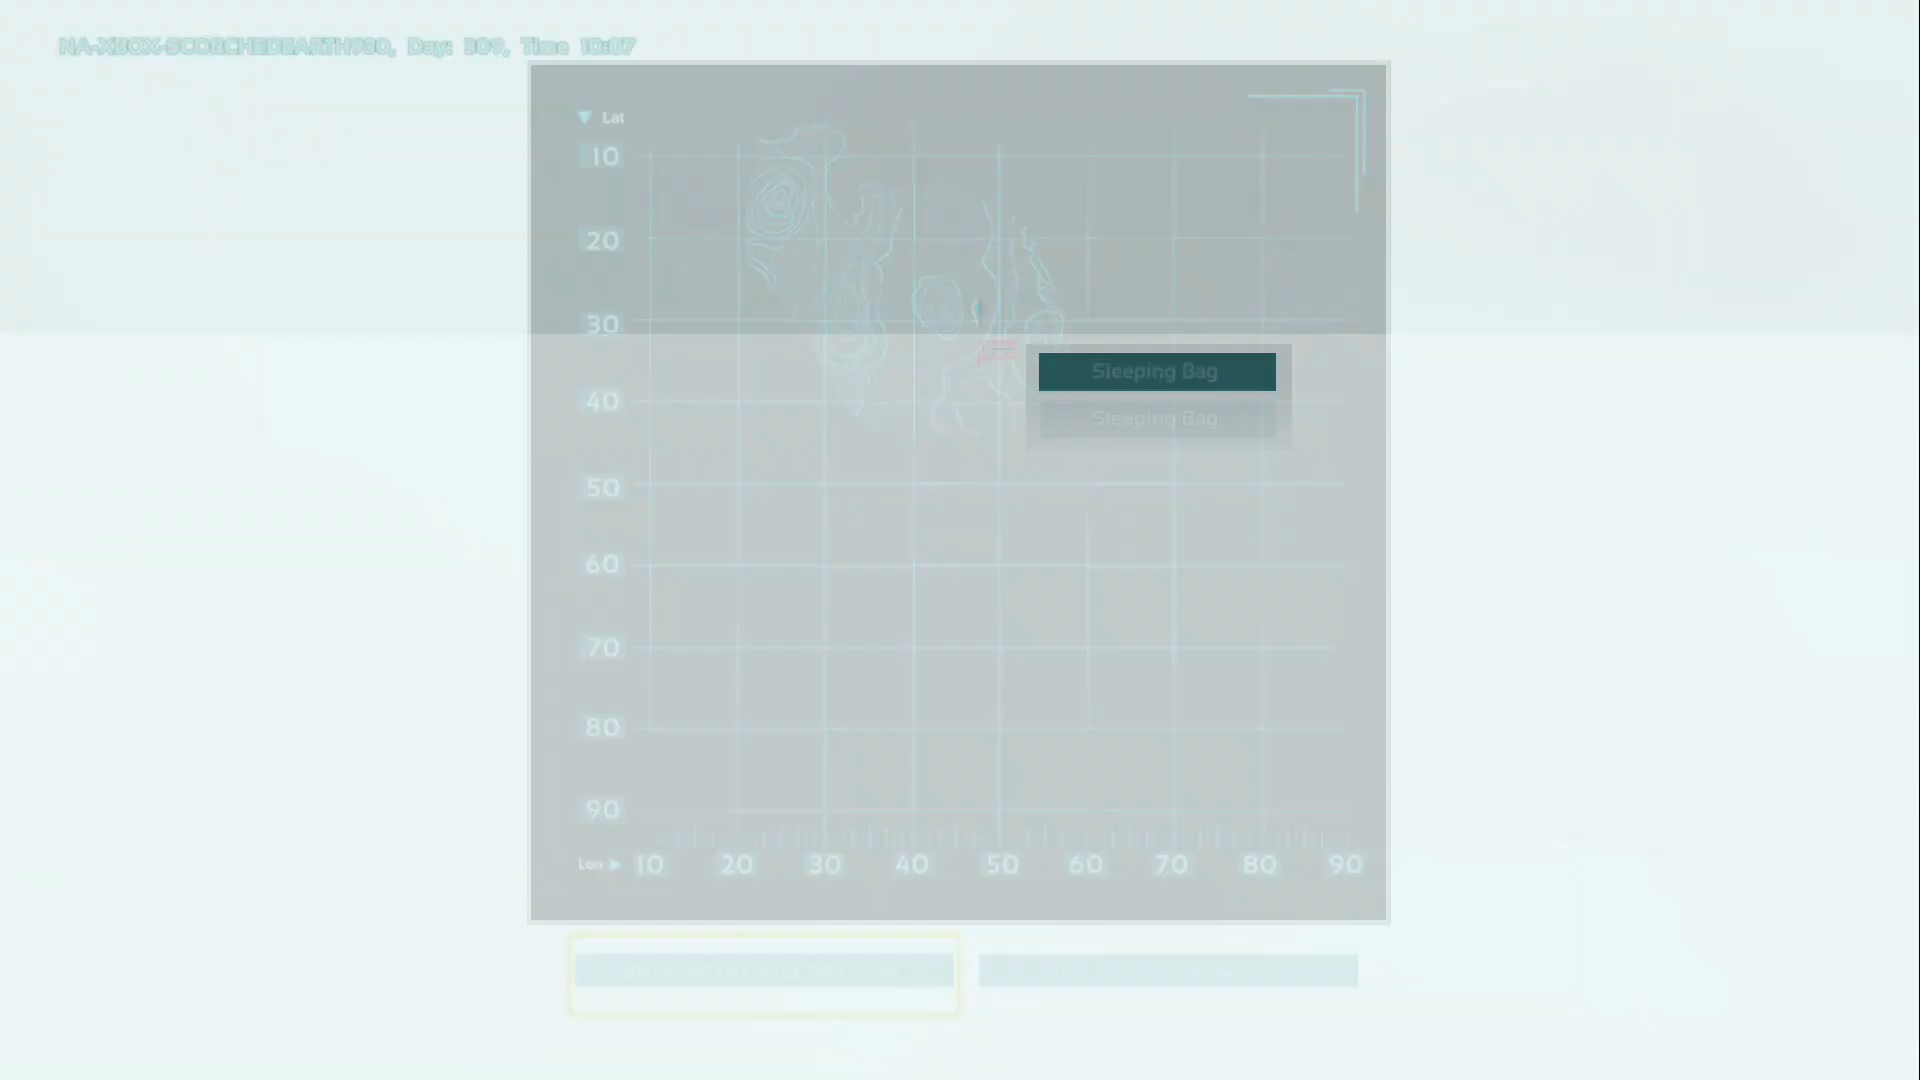 NA-XBOX-SCORCHEDEARTH930, Day: 309, Time 10:07
Lat
10
20
30
Sleeping Bag
40
Sleeping Bag
50
60
70
80
90
Lon 10 20 30 40 50 60 70 80 90